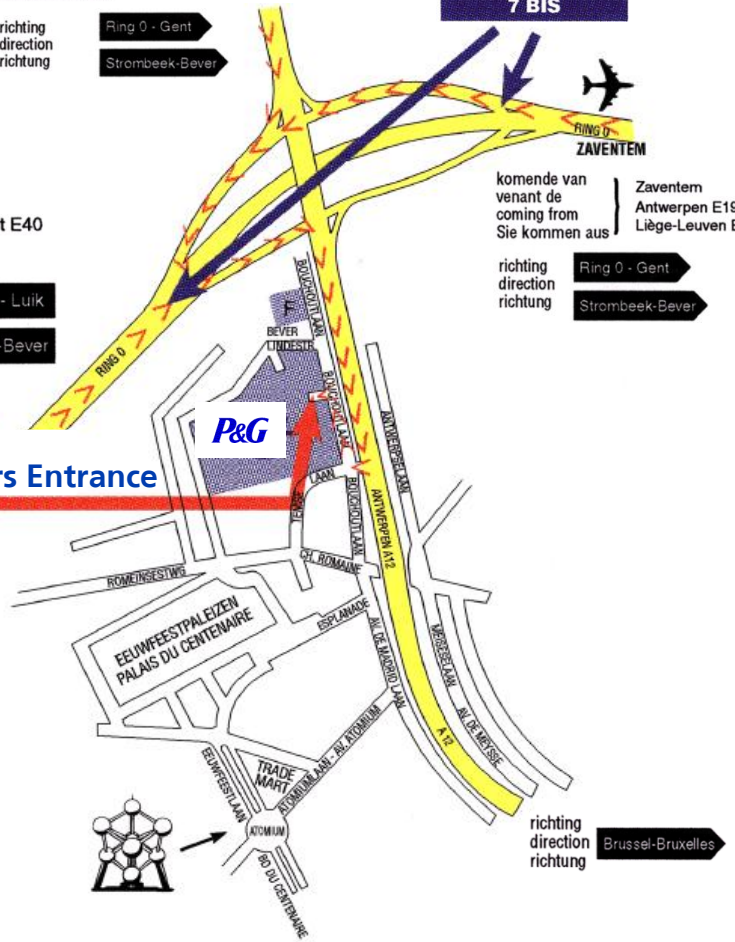 7 BIS
richting
direction
richtung
Ring 0 - Gent
Strombeek-Bever
RING 0
ZAVENTEM
komende van
venant de
coming from
Sie kommen aus
Zaventem
Antwerpen E19
Liège-Leuven E
t E40
richting
direction
richtung
Ring 0 - Gent
Strombeek-Bever
- Luik
-Bever
RING 0
BOUCHOUTLAAN
F
BEVER
LINDESTR.
BOUCHOUTLAAN
P&G
rs Entrance
ANTWERPSELAAN
LAAN
BOUCHOUTLAAN
ANTWERPEN A12
CH. ROMAINE
ROMEINSESTWG
EEUWFEESTPALEIZEN
PALAIS DU CENTENAIRE
ESPLANADE
AV. DE MADRID LAAN
MEISESELAAN
AV. DE MEYSSE
A 12
TRADE
MART
ATOMIUMLAAN - AV. ATOMIUM
EEUWFEESTLAAN
ATOMIUM
BD DU CENTENAIRE
richting
direction
richtung
Brussel-Bruxelles